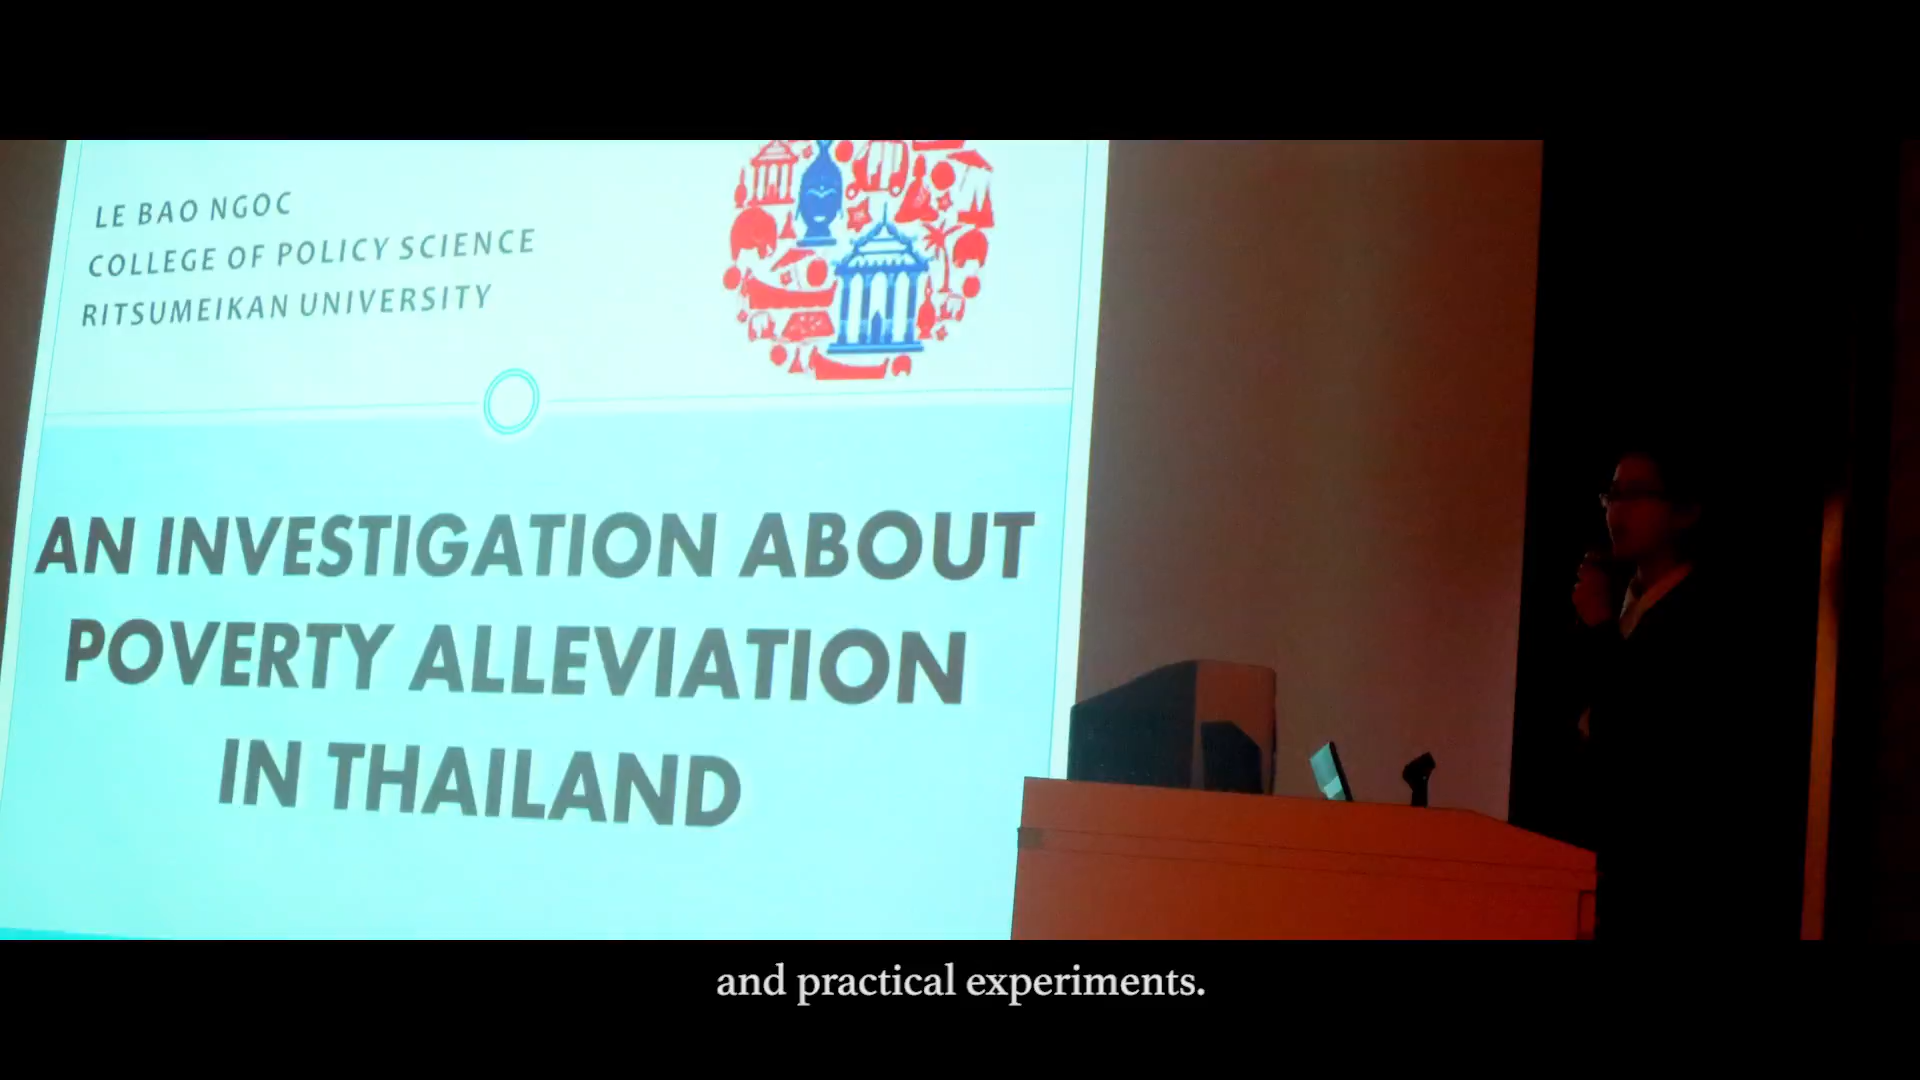 LE BAO NGOC
COLLEGE OF POLICY SCIENCE
RITSUMEIKAN UNIVERSITY
AN INVESTIGATION ABOUT
POVERTY ALLEVIATION
IN THAILAND
and practical experiments.